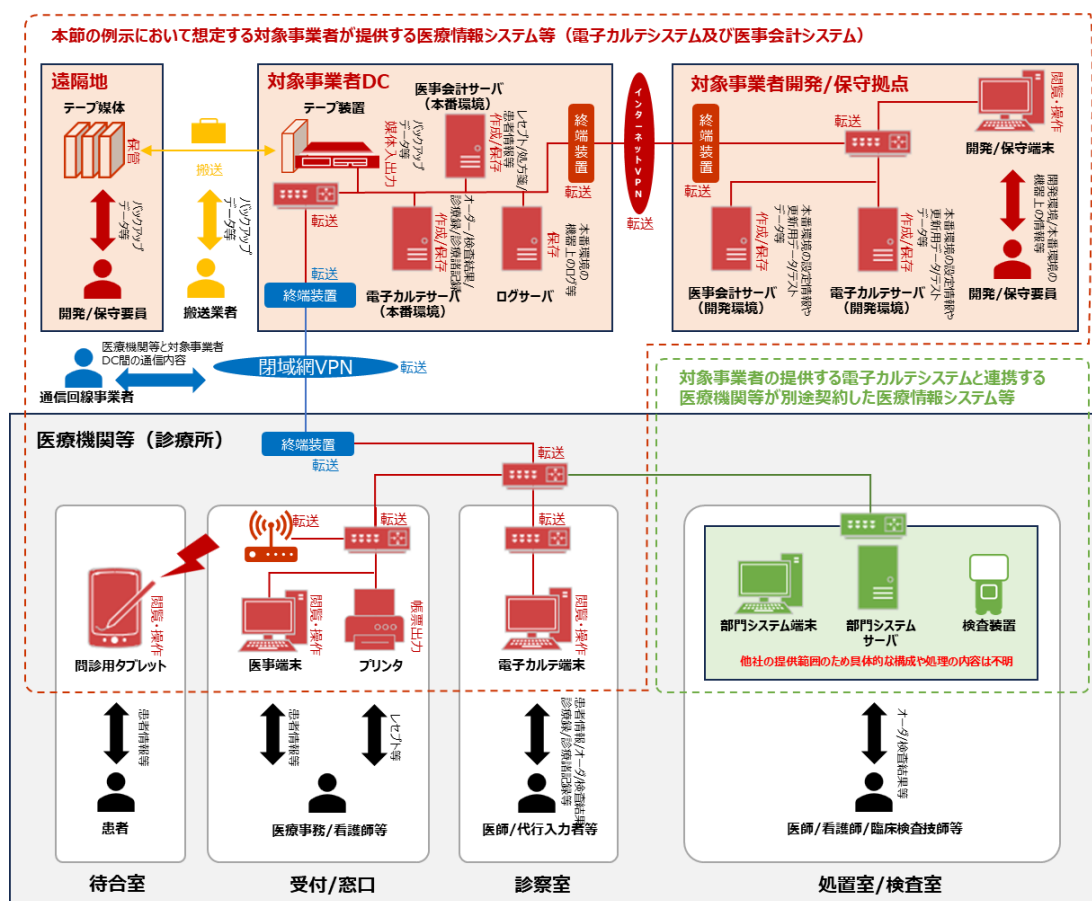 本節の例示において想定する対象事業者が提供する医療情報システム等（電子カルテシステム及び医事会計システム）
遠隔地
テープ媒体
保管
搬送
バックアップ
データ等
バックアップ
データ等
開発/保守要員
搬送業者
対象事業者DC
テープ装置
媒体入出力
バックアップ
データ等
医事会計サーバ
（本番環境）
作成/保存
レセプト/処方箋/
患者情報等
終端装置
転送
転送
作成/保存
オーダー/検査結果/
診療録/診療諸記録
電子カルテサーバ
（本番環境）
保存
本番環境の
機器上のログ等
ログサーバ
インターネットVPN
転送
対象事業者開発/保守拠点
終端装置
転送
転送
閲覧・操作
開発/保守端末
作成/保存
本番環境の設定情報や
更新用データ/テスト
データ等
医事会計サーバ
（開発環境）
作成/保存
本番環境の設定情報や
更新用データ/テスト
データ等
電子カルテサーバ
（開発環境）
開発環境/本番環境の
機器上の情報等
開発/保守要員
転送
終端装置
医療機関等と対象事業者
DC間の通信内容
通信回線事業者
閉域網VPN
転送
対象事業者の提供する電子カルテシステムと連携する
医療機関等が別途契約した医療情報システム等
医療機関等（診療所）
終端装置
転送
転送
転送
転送
転送
閲覧・操作
問診用タブレット
閲覧・操作
医事端末
帳票出力
プリンタ
閲覧・操作
電子カルテ端末
部門システム端末
部門システム
サーバ
検査装置
他社の提供範囲のため具体的な構成や処理の内容は不明
患者情報等
患者
患者情報等
レセプト等
医療事務/看護師等
患者情報/オーダ/検査結果/
診療録/診療諸記録等
医師/代行入力者等
オーダ/検査結果等
医師/看護師/臨床検査技師等
待合室
受付/窓口
診察室
処置室/検査室